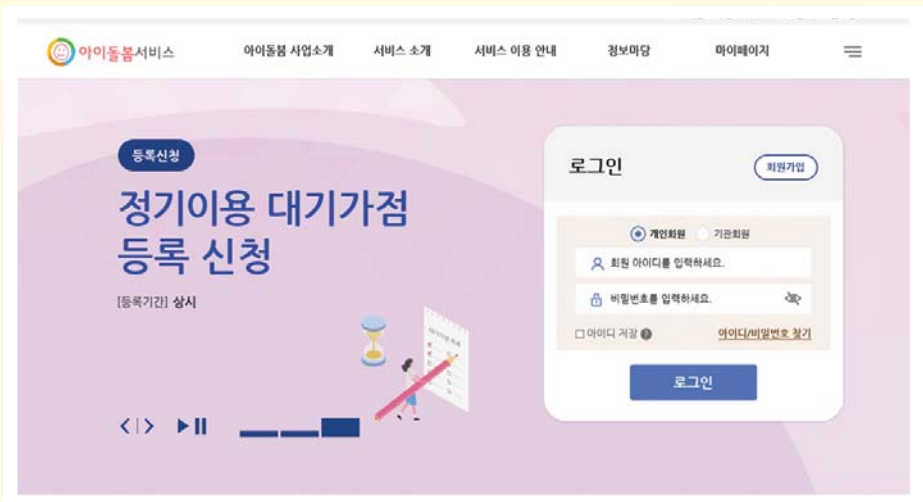 아이돌봄서비스
아이돌봄 사업소개 서비스 소개 서비스 이용 안내 정보마당 마이페이지
등록신청
정기이용 대기가점
등록 신청
[등록기간] 상시
로그인
회원가입
개인회원 기관회원
회원 아이디를 입력하세요.
비밀번호를 입력하세요.
아이디 저장 ?
아이디/비밀번호 찾기
로그인